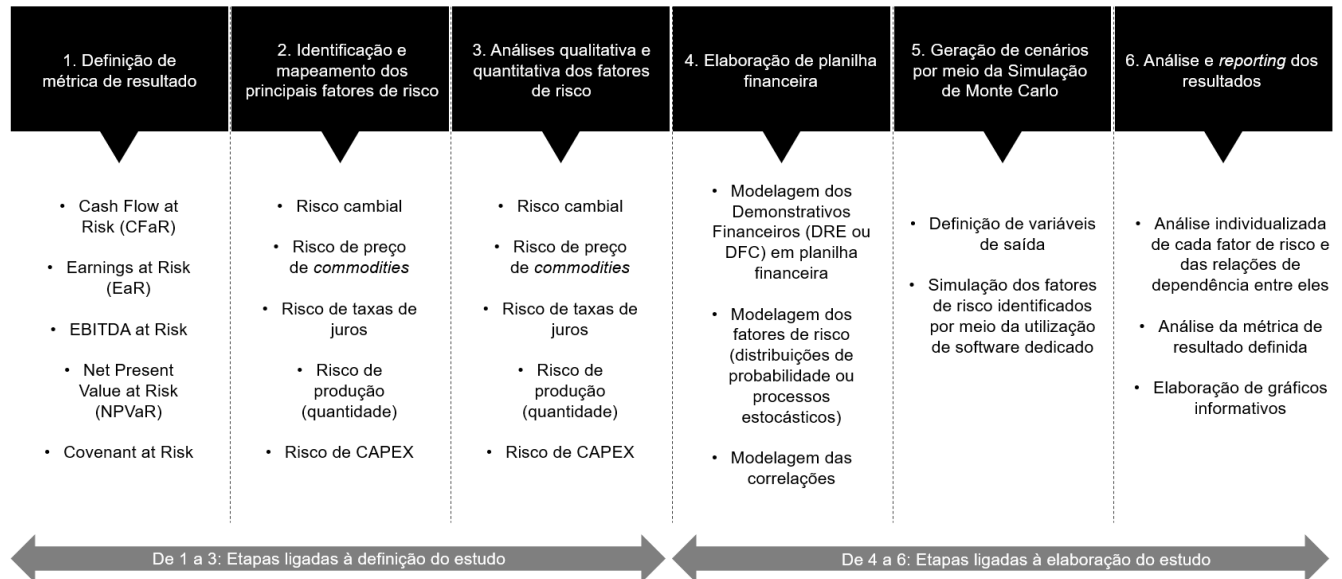 1. Definição de
métrica de resultado
2. Identificação e
mapeamento dos
principais fatores de risco
3. Análises qualitativa e
quantitativa dos fatores
de risco
4. Elaboração de planilha
financeira
5. Geração de cenários
por meio da Simulação
de Monte Carlo
6. Análise e reporting dos
resultados
• Cash Flow at
Risk (CFaR)
• Earnings at Risk
(EaR)
• EBITDA at Risk
• Net Present
Value at Risk
(NPVaR)
• Covenant at Risk
• Risco cambial
• Risco de preço
de commodities
• Risco de taxas de
juros
• Risco de
produção
(quantidade)
• Risco de CAPEX
• Risco cambial
• Risco de preço
de commodities
• Risco de taxas de
juros
• Risco de
produção
(quantidade)
• Risco de CAPEX
• Modelagem dos
Demonstrativos
Financeiros (DRE ou
DFC) em planilha
financeira
• Modelagem dos
fatores de risco
(distribuições de
probabilidade ou
processos
estocásticos)
• Modelagem das
correlações
• Definição de variáveis
de saída
• Simulação dos fatores
de risco identificados
por meio da utilização
de software dedicado
• Análise individualizada
de cada fator de risco e
das relações de
dependência entre eles
• Análise da métrica de
resultado definida
• Elaboração de gráficos
informativos
De 1 a 3: Etapas ligadas à definição do estudo
De 4 a 6: Etapas ligadas à elaboração do estudo